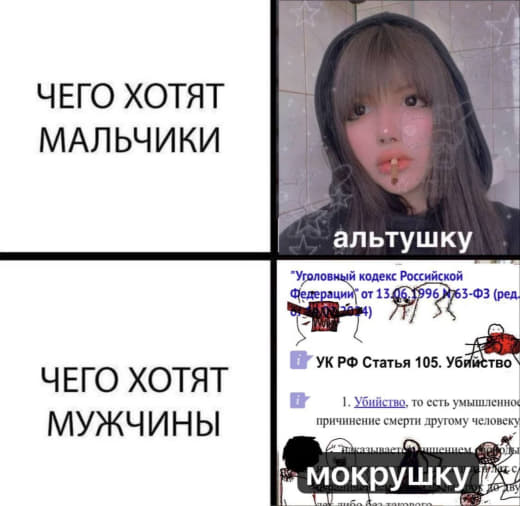 ЧЕГО ХОТЯТ
МАЛЬЧИКИ
альтушку
ЧЕГО ХОТЯТ
МУЖЧИНЫ
"Уголовный кодекс Российской
Федерации" от 13.06.1996 N 63-ФЗ (ред.
УК РФ Статья 105. Убийство
1. Убийство, то есть умышленное
причинение смерти другому человеку
мокрушку